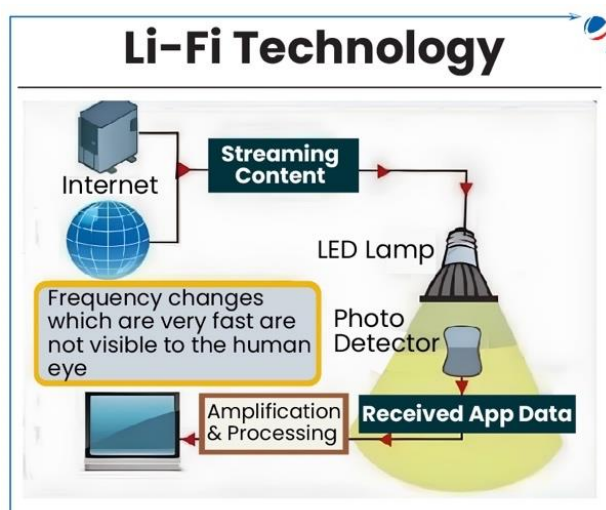 Li-Fi Technology
Internet
Streaming
Content
LED Lamp
Frequency changes
which are very fast are
not visible to the human
eye
Photo
Detector
Received App Data
Amplification
& Processing